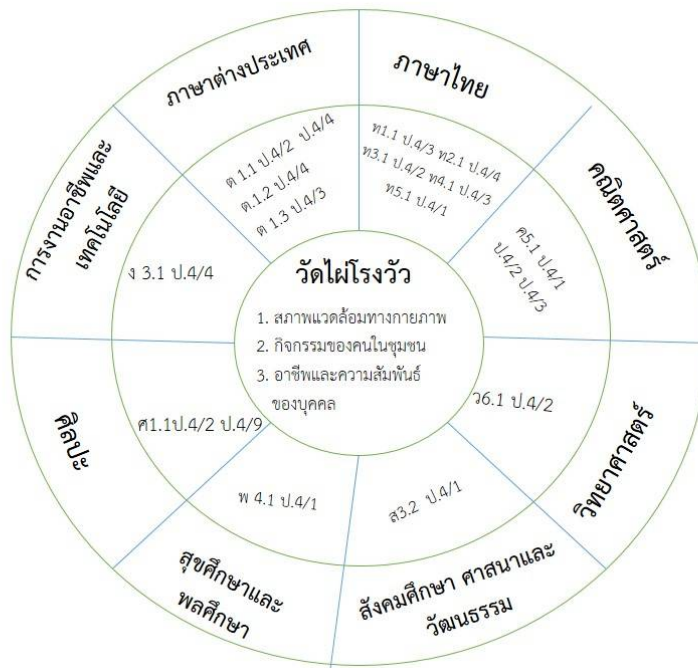 วัดไผ่โรงวัว
1. สภาพแวดล้อมทางกายภาพ
2. กิจกรรมของคนในชุมชน
3. อาชีพและความสัมพันธ์
ของบุคคล
ภาษาไทย
ท1.1 ป.4/3 ท2.1 ป.4/4
ท3.1 ป.4/2 ท4.1 ป.4/3
ท5.1 ป.4/1
คณิตศาสตร์
ค5.1 ป.4/1
ป.4/2 ป.4/3
วิทยาศาสตร์
ว6.1 ป.4/2
สังคมศึกษา ศาสนาและ
วัฒนธรรม
ส3.2 ป.4/1
สุขศึกษาและ
พลศึกษา
พ 4.1 ป.4/1
ศิลปะ
ศ1.1ป.4/2 ป.4/9
การงานอาชีพและ
เทคโนโลยี
ง 3.1 ป.4/4
ภาษาต่างประเทศ
ต 1.1 ป.4/2 ป.4/4
ต.1.2 ป.4/4
ต 1.3 ป.4/3